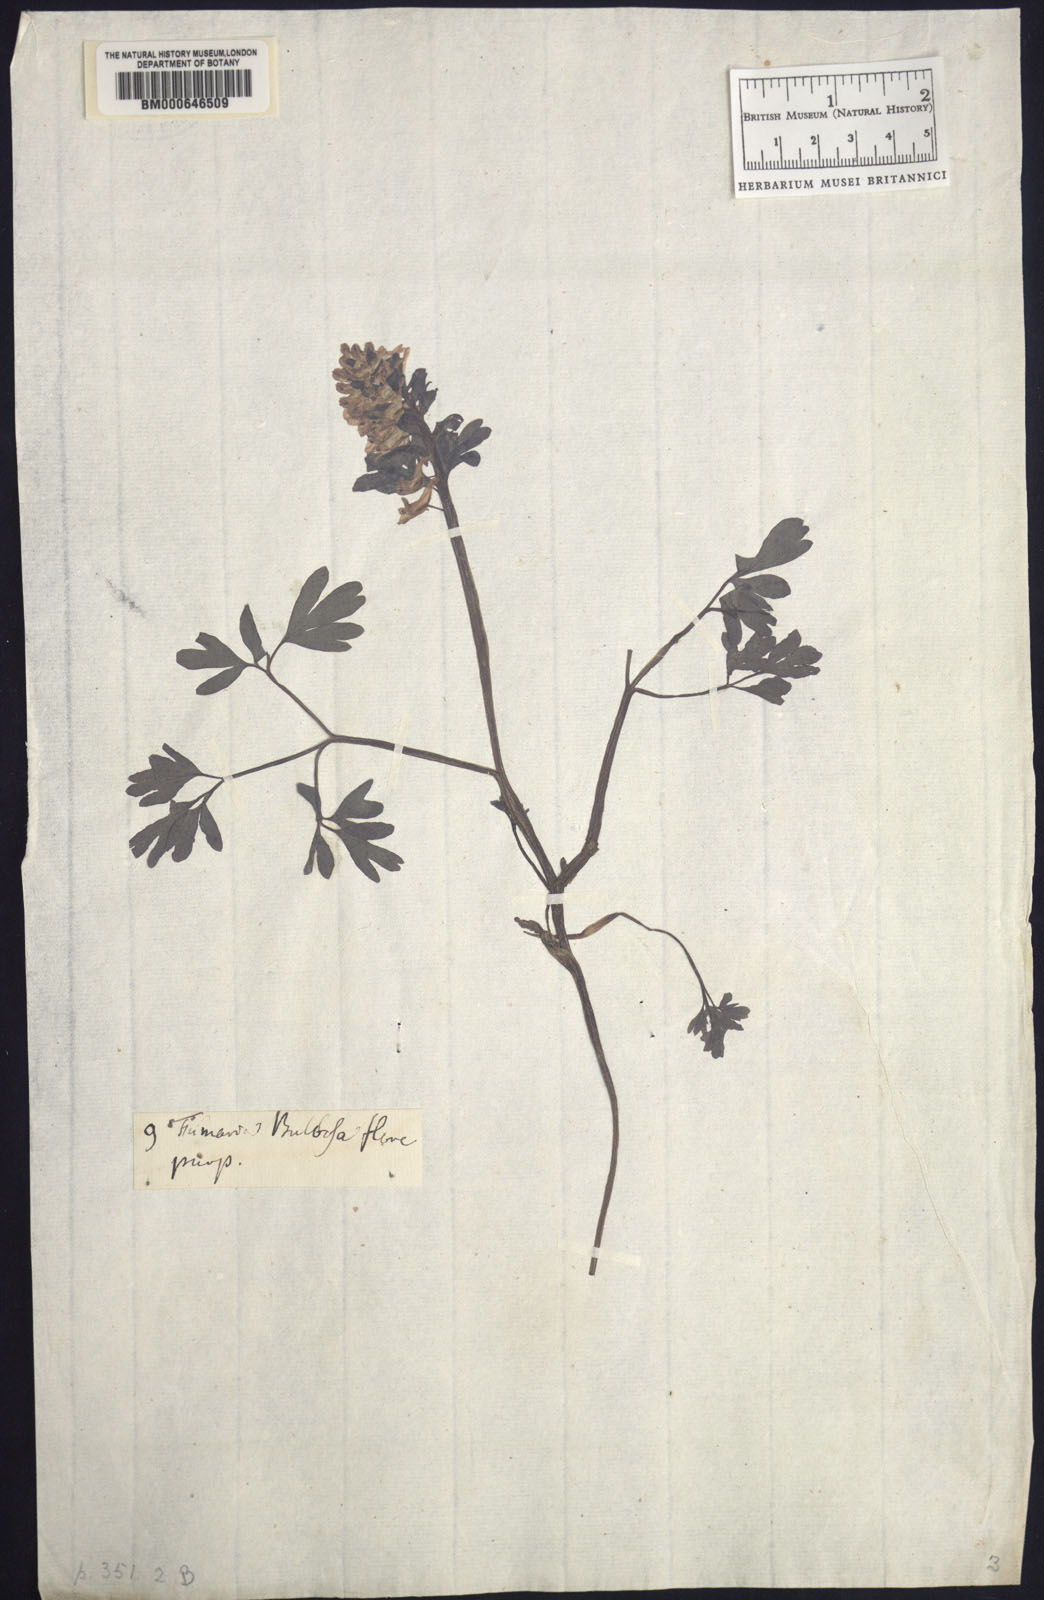 THE NATURAL HISTORY MUSEUM, LONDON
DEPARTMENT OF BOTANY
BM000646509
1 2
BRITISH MUSEUM (NATURAL HISTORY)
1 2 3 4 5
HERBARIUM MUSEI BRITANNICI
9 Fumaria Bulbosa flore
purp.
p. 351. 2 B
3